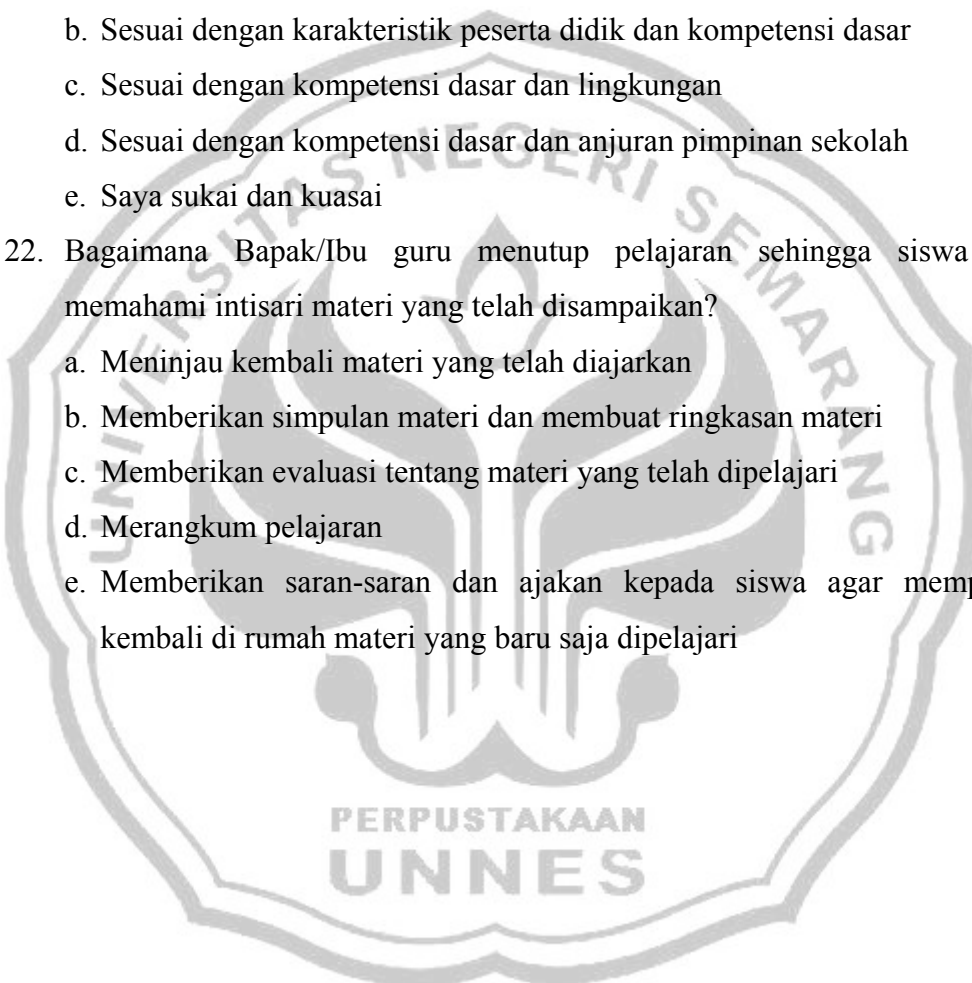 b. Sesuai dengan karakteristik peserta didik dan kompetensi dasar
c. Sesuai dengan kompetensi dasar dan lingkungan
d. Sesuai dengan kompetensi dasar dan anjuran pimpinan sekolah
e. Saya sukai dan kuasai
22. Bagaimana Bapak/Ibu guru menutup pelajaran sehingga siswa
memahami intisari materi yang telah disampaikan?
a. Meninjau kembali materi yang telah diajarkan
b. Memberikan simpulan materi dan membuat ringkasan materi
c. Memberikan evaluasi tentang materi yang telah dipelajari
d. Merangkum pelajaran
e. Memberikan saran-saran dan ajakan kepada siswa agar
kembali di rumah materi yang baru saja dipelajari
UNIVERSITAS NEGERI SEMARANG
PERPUSTAKAAN
UNNES